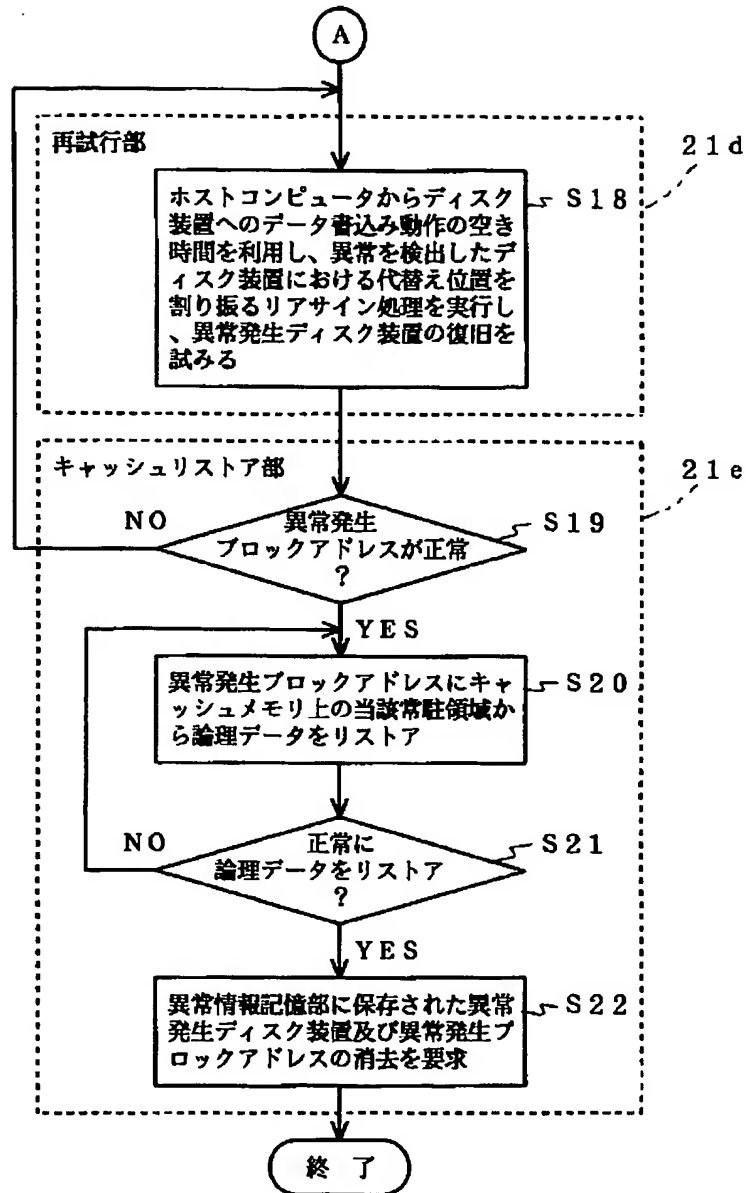 A
再試行部
21d
ホストコンピュータからディスク
装置へのデータ書込み動作の空き
時間を利用し、異常を検出したデ
ィスク装置における代替え位置を
割り振るリアサイン処理を実行し
、異常発生ディスク装置の復旧を
試みる
S18
キャッシュリストア部
21e
NO
異常発生
ブロックアドレスが正常
?
S19
YES
異常発生ブロックアドレスにキャ
ッシュメモリ上の当該常駐領域か
ら論理データをリストア
S20
NO
正常に
論理データをリストア
?
S21
YES
異常情報記憶部に保存された異常
発生ディスク装置及び異常発生ブ
ロックアドレスの消去を要求
S22
終 了